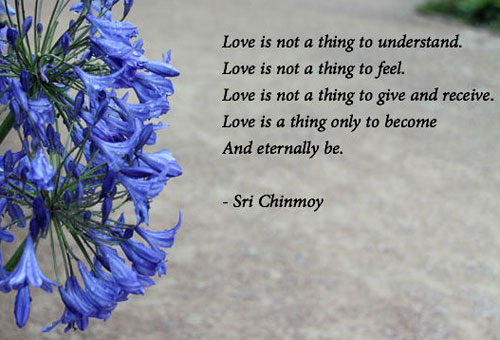 Love is not a thing to understand.
Love is not a thing to feel.
Love is not a thing to give and receive.
Love is a thing only to become
And eternally be.
- Sri Chinmoy